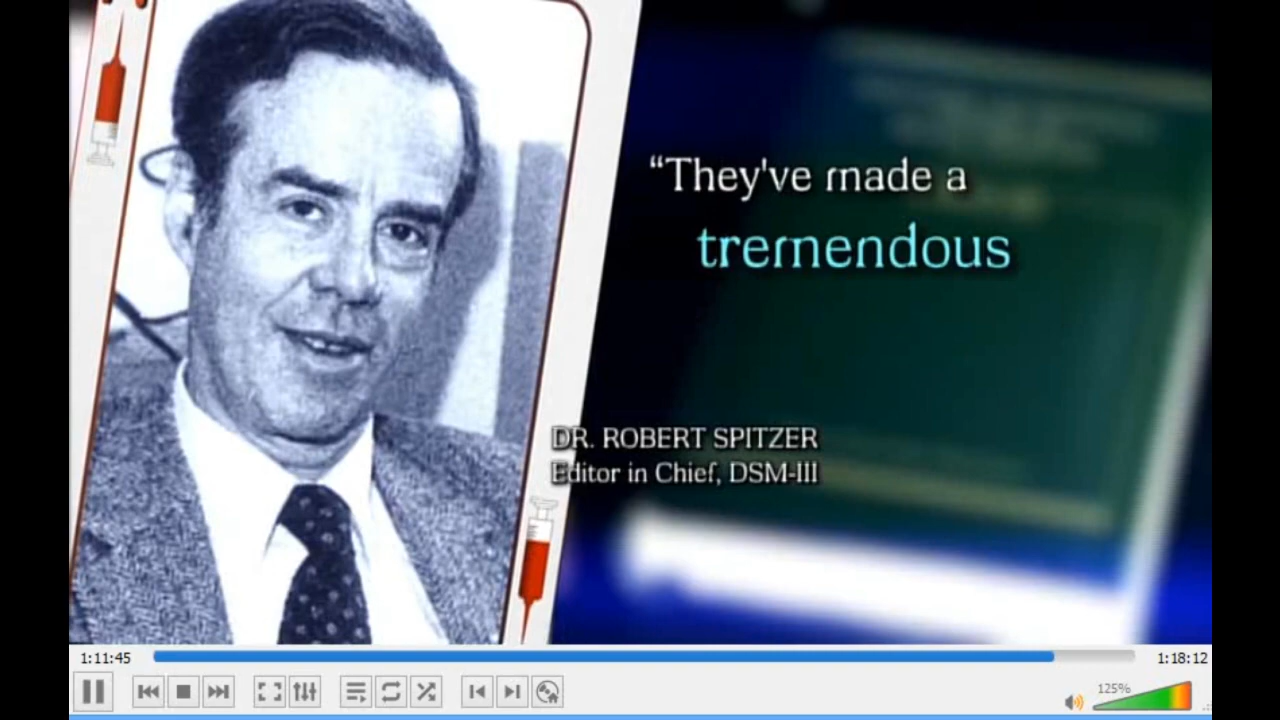 “They've made a
tremendous
DR. ROBERT SPITZER
Editor in Chief, DSM-III
1:11:45
1:18:12
125%